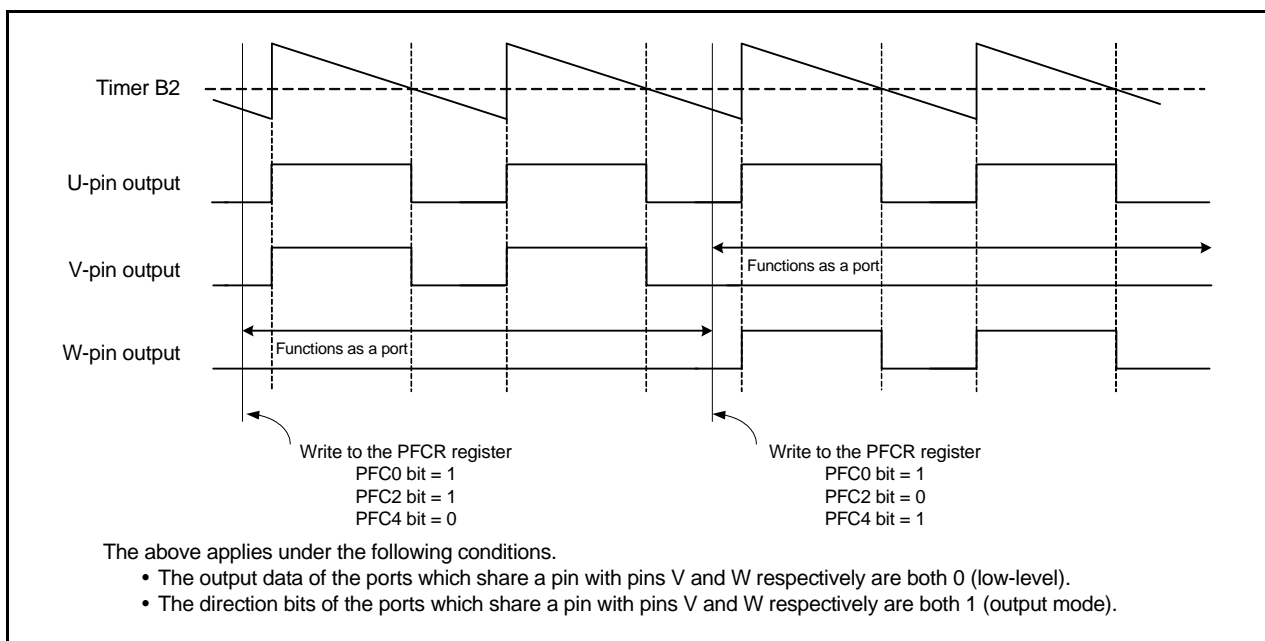 Timer B2
U-pin output
V-pin output
Functions as a port
W-pin output
Functions as a port
Write to the PFCR register
PFC0 bit = 1
PFC2 bit = 1
PFC4 bit = 0
Write to the PFCR register
PFC0 bit = 1
PFC2 bit = 0
PFC4 bit = 1
The above applies under the following conditions.
• The output data of the ports which share a pin with pins V and W respectively are both 0 (low-level).
• The direction bits of the ports which share a pin with pins V and W respectively are both 1 (output mode).